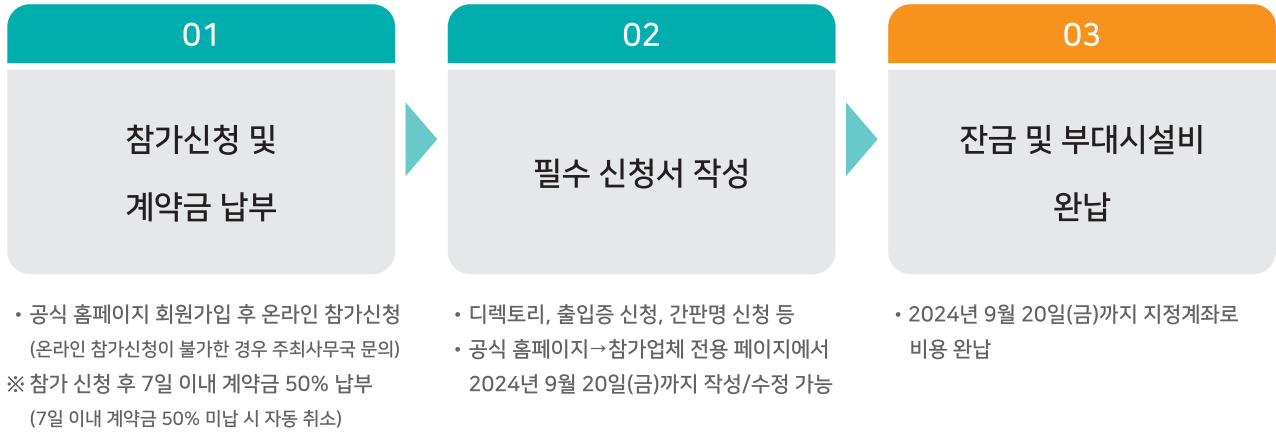 01
참가신청 및
계약금 납부
• 공식 홈페이지 회원가입 후 온라인 참가신청
(온라인 참가신청이 불가한 경우 주최사무국 문의)
※ 참가 신청 후 7일 이내 계약금 50% 납부
(7일 이내 계약금 50% 미납 시 자동 취소)
02
필수 신청서 작성
• 디렉토리, 출입증 신청, 간판명 신청 등
• 공식 홈페이지→참가업체 전용 페이지에서
2024년 9월 20일(금)까지 작성/수정 가능
03
잔금 및 부대시설비
완납
• 2024년 9월 20일(금)까지 지정계좌로
비용 완납